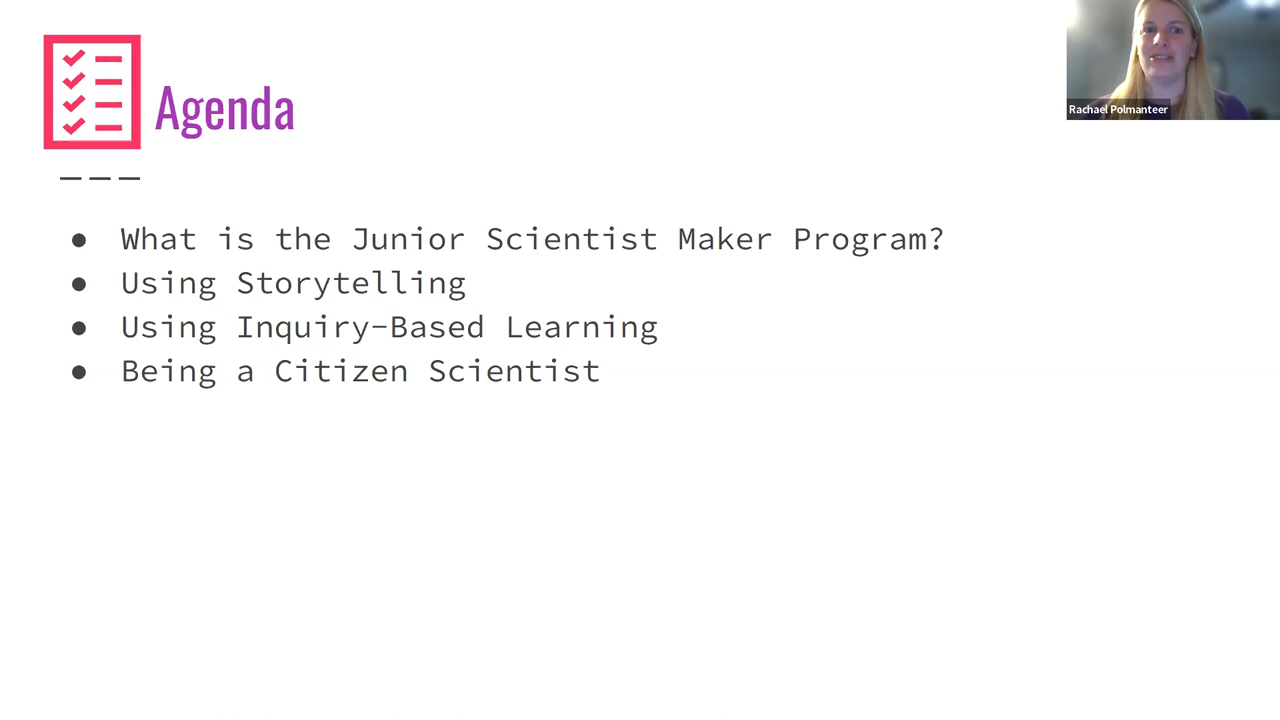 Agenda
Rachael Polmanteer
● What is the Junior Scientist Maker Program?
● Using Storytelling
● Using Inquiry-Based Learning
● Being a Citizen Scientist